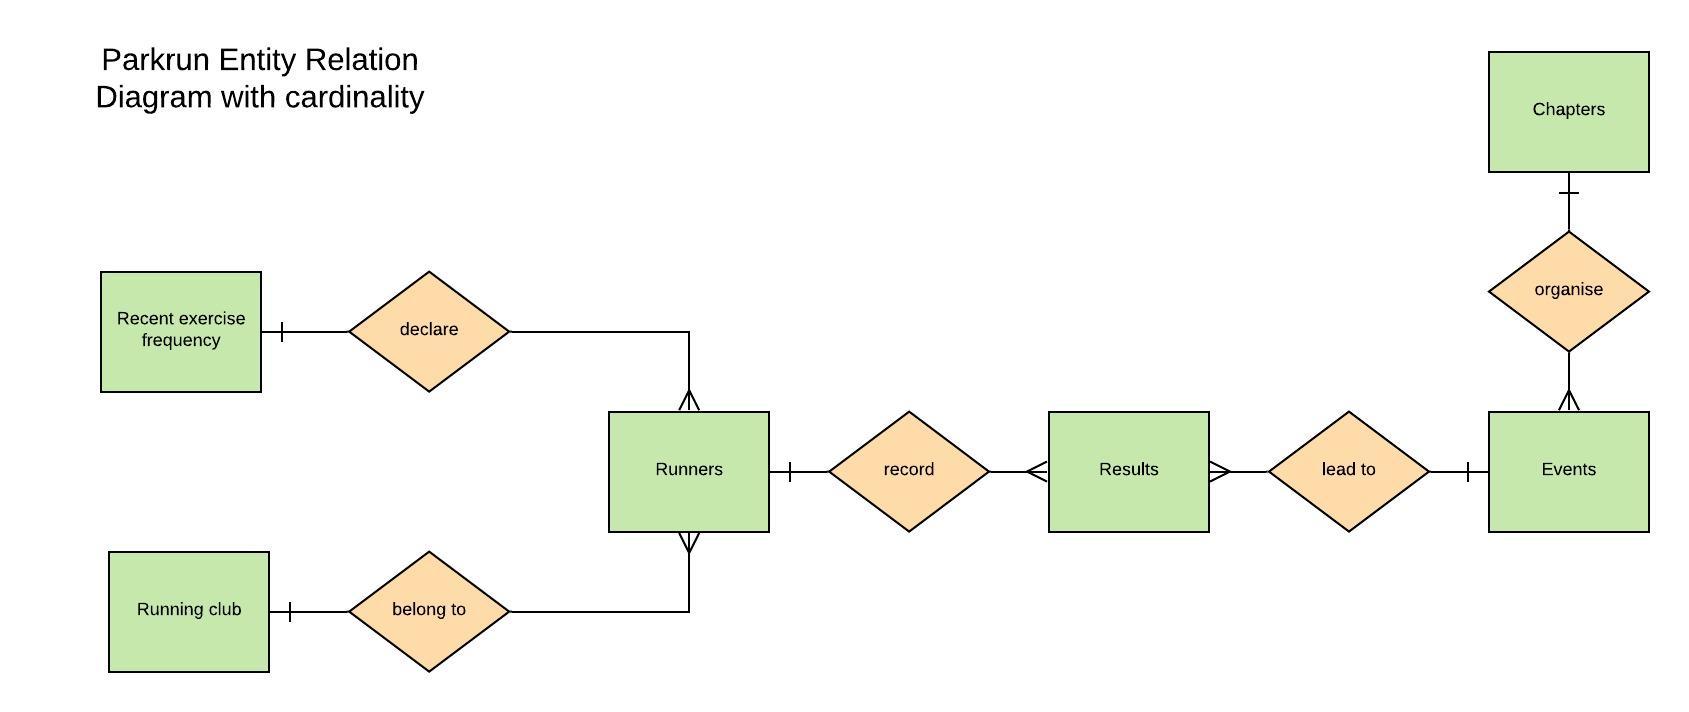 Parkrun Entity Relation
Diagram with cardinality
Chapters
organise
Recent exercise
frequency
declare
Runners
record
Results
lead to
Events
Running club
belong to